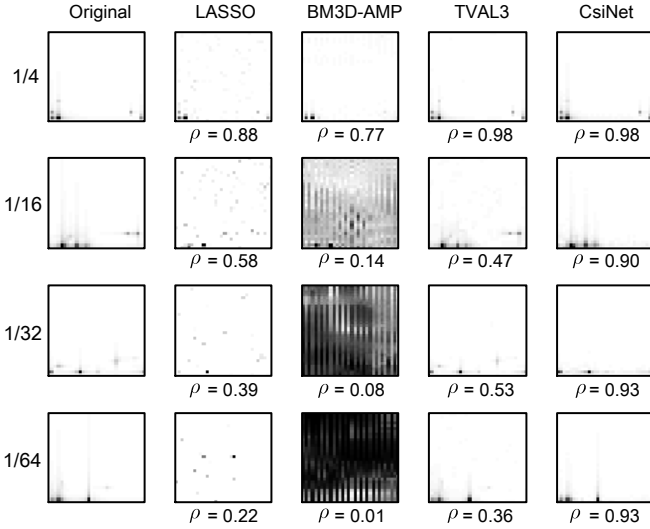 Original LASSO BM3D-AMP TVAL3 CsiNet
1/4
ρ = 0.88 ρ = 0.77 ρ = 0.98 ρ = 0.98
1/16
ρ = 0.58 ρ = 0.14 ρ = 0.47 ρ = 0.90
1/32
ρ = 0.39 ρ = 0.08 ρ = 0.53 ρ = 0.93
1/64
ρ = 0.22 ρ = 0.01 ρ = 0.36 ρ = 0.93